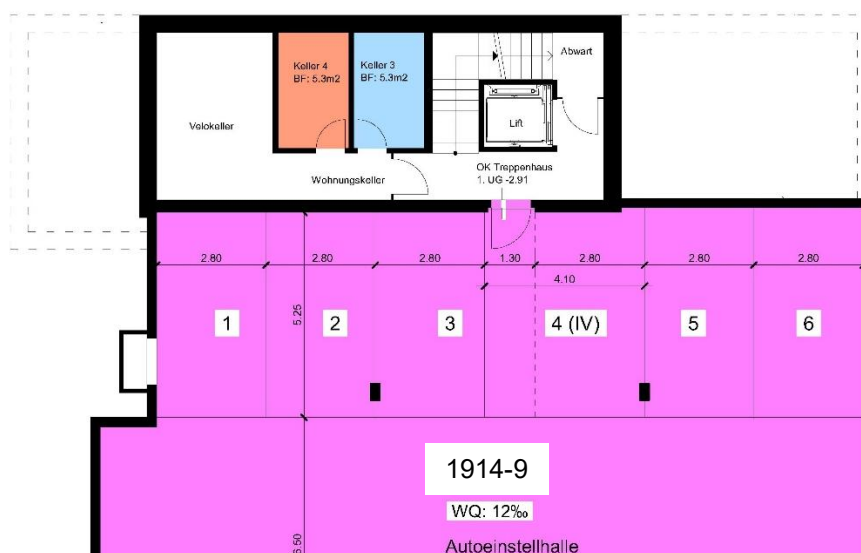 Keller 4
BF: 5.3m2
Keller 3
BF: 5.3m2
Abwart
Velokeller
Lift
Wohnungskeller
OK Treppenhaus
1. UG -2.91
2.80
2.80
2.80
1.30
2.80
2.80
2.80
4.10
5.25
1
2
3
4 (IV)
5
6
1914-9
WQ: 12‰
6.50
Autoeinstellhalle